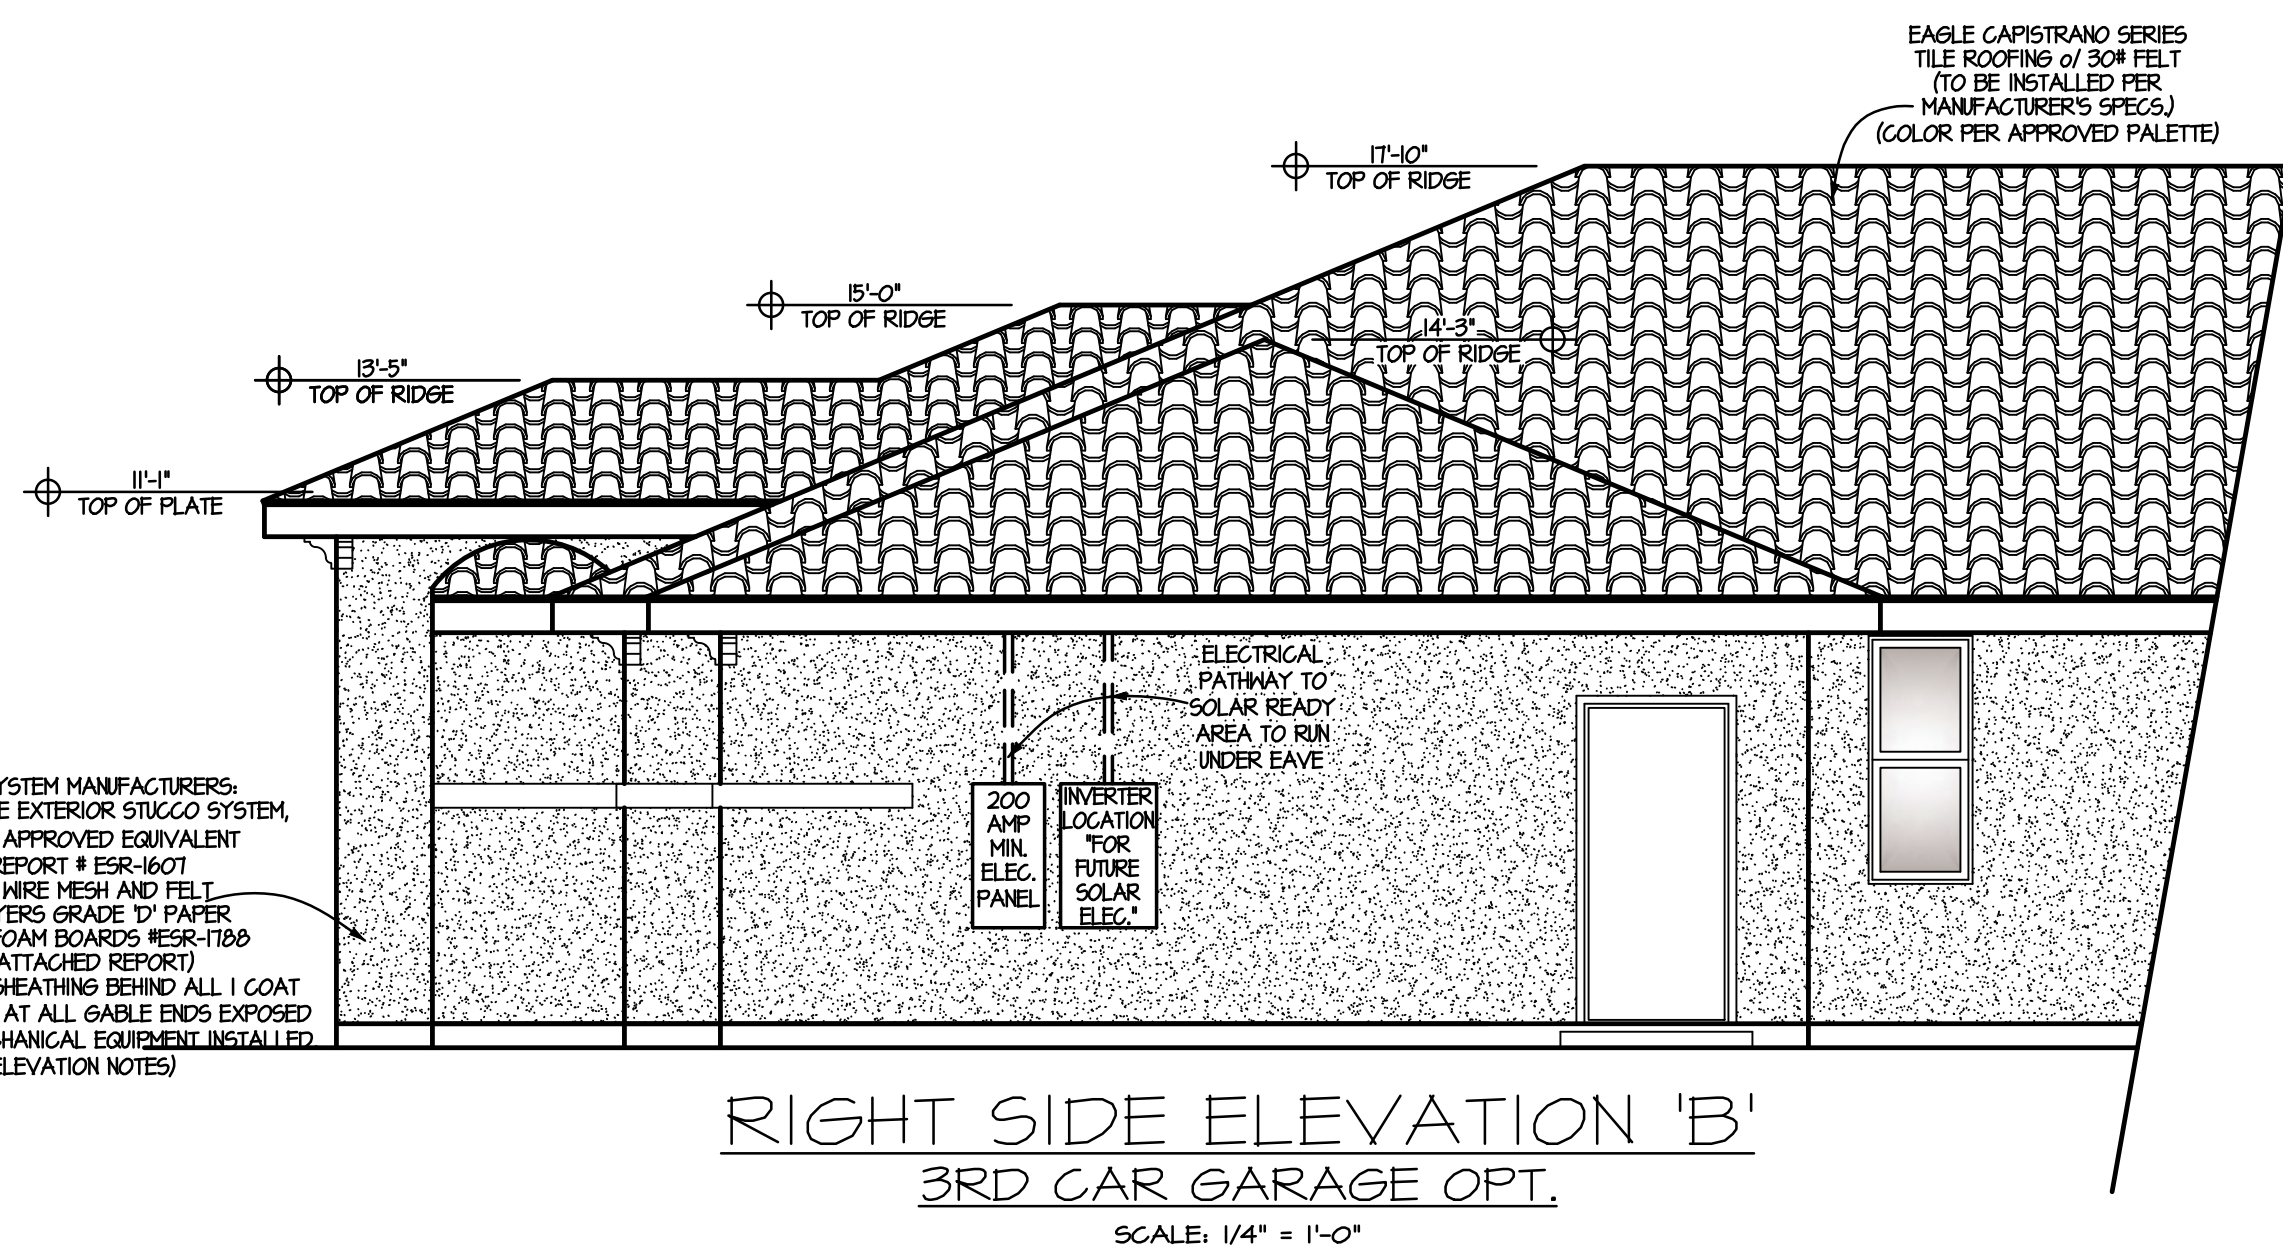 EAGLE CAPISTRANO SERIES
TILE ROOFING o/ 30# FELT
(TO BE INSTALLED PER
MANUFACTURER'S SPECS.)
(COLOR PER APPROVED PALETTE)
17'-10"
TOP OF RIDGE
15'-0"
TOP OF RIDGE
14'-3"
TOP OF RIDGE
13'-5"
TOP OF RIDGE
11'-1"
TOP OF PLATE
ELECTRICAL
PATHWAY TO
SOLAR READY
AREA TO RUN
UNDER EAVE
200
AMP
MIN.
ELEC.
PANEL
INVERTER
LOCATION
"FOR
FUTURE
SOLAR
ELEC."
YSTEM MANUFACTURERS:
E EXTERIOR STUCCO SYSTEM,
APPROVED EQUIVALENT
REPORT # ESR-1607
WIRE MESH AND FELT
YERS GRADE 'D' PAPER
FOAM BOARDS #ESR-1788
ATTACHED REPORT)
SHEATHING BEHIND ALL 1 COAT
AT ALL GABLE ENDS EXPOSED
CHANICAL EQUIPMENT INSTALLED
ELEVATION NOTES)
RIGHT SIDE ELEVATION 'B'
3RD CAR GARAGE OPT.
SCALE: 1/4" = 1'-0"